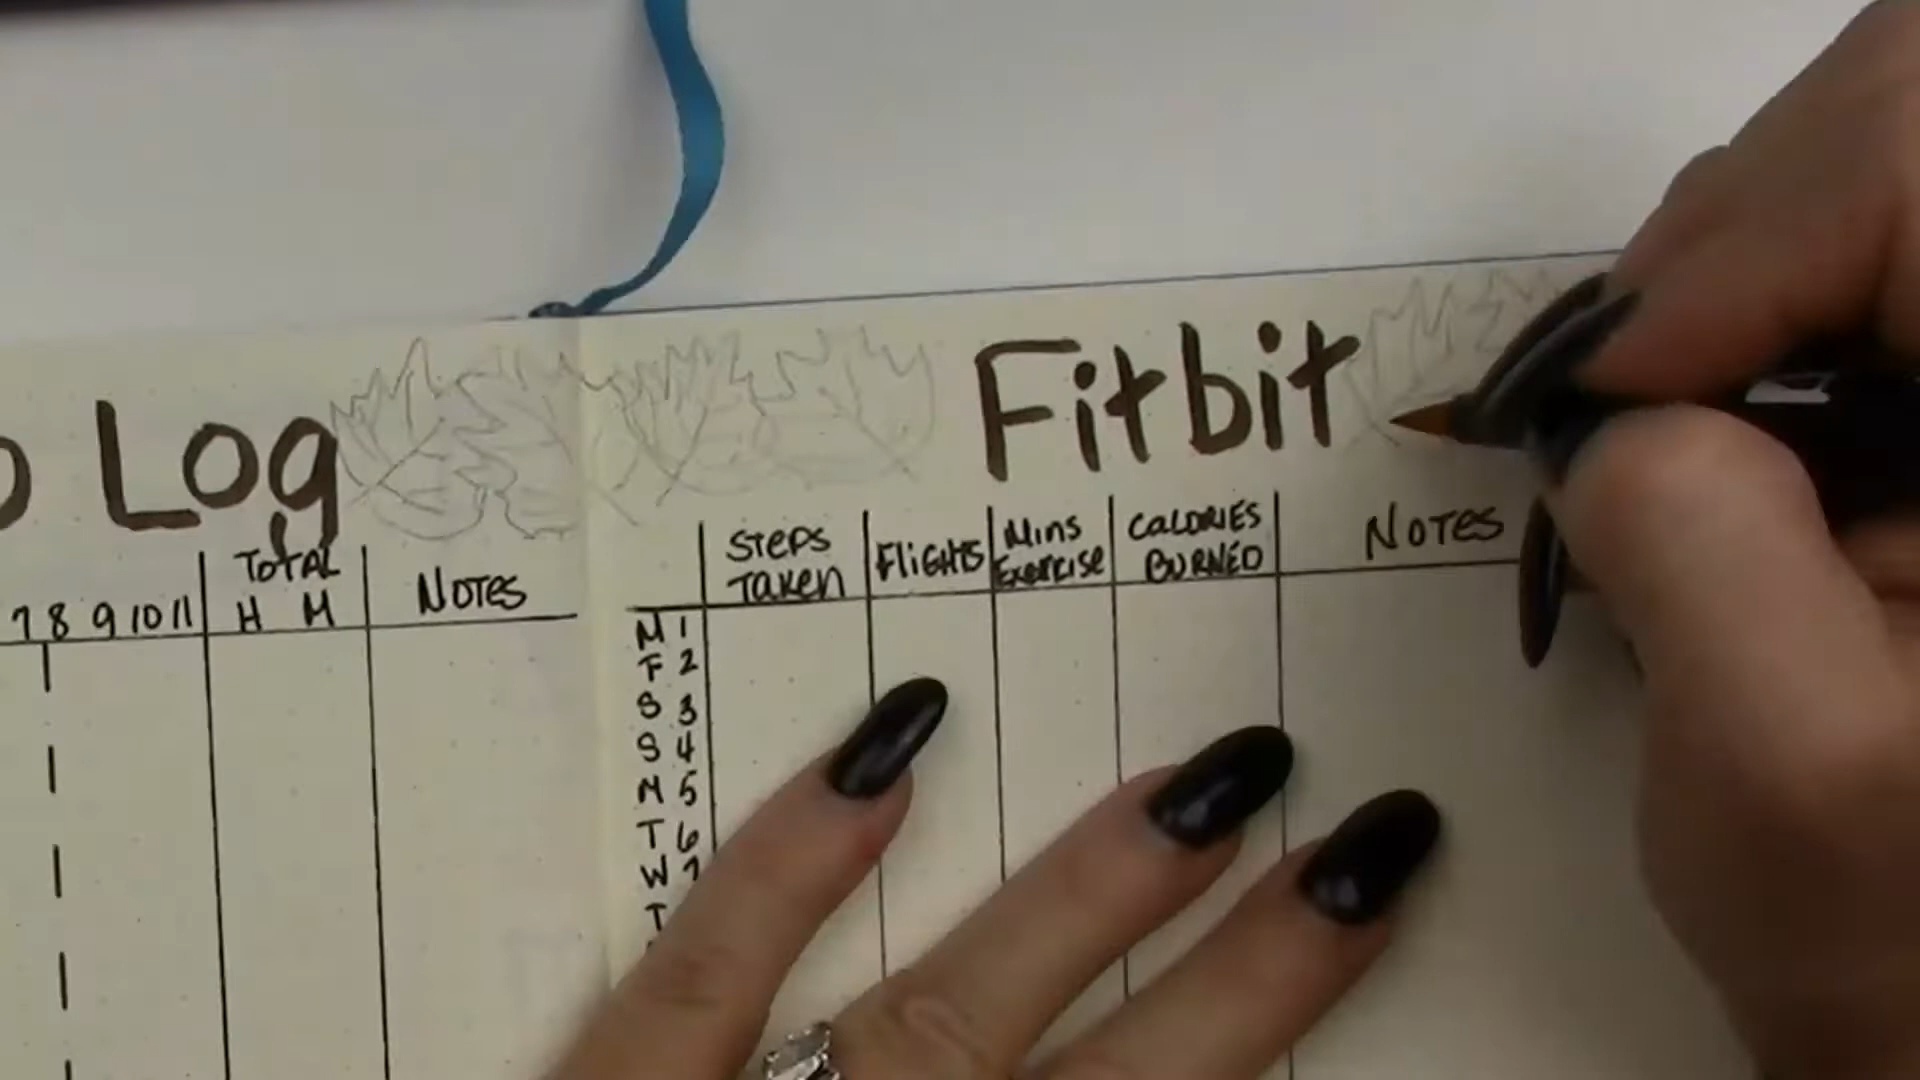 Log
Fitbit
7 8 9 10 11
TOTAL
H M
NOTES
STEPS
TAKEN
FLIGHTS
MINS
EXERCISE
CALORIES
BURNED
NOTES
M 1
F 2
S 3
S 4
M 5
T 6
W 7
T